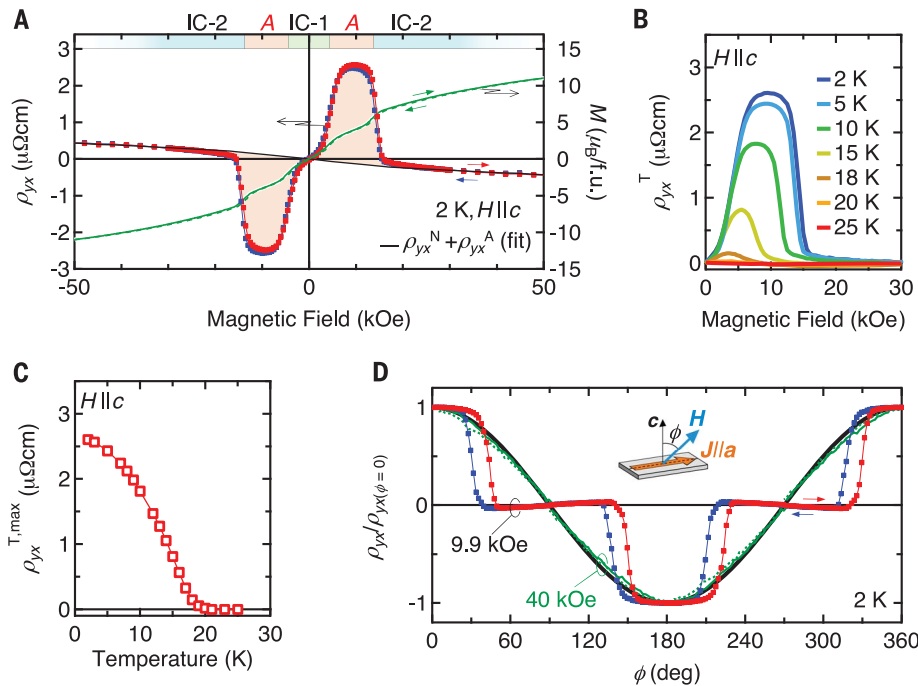 A
IC-2 A IC-1 A IC-2
ρyx (μΩcm)
3
2
1
0
-1
-2
-3
15
10
5
0
-5
-10
-15
M (μB/f.u.)
2 K, H||c
— ρyxN + ρyxA (fit)
-50 0 50
Magnetic Field (kOe)
B
H||c
ρyxT (μΩcm)
3
2
1
0
2 K
5 K
10 K
15 K
18 K
20 K
25 K
0 10 20 30
Magnetic Field (kOe)
C
H||c
ρyxT,max (μΩcm)
3
2
1
0
0 10 20 30
Temperature (K)
D
ρyx/ρyx(ϕ = 0)
1
0
-1
c
ϕ
H
J//a
9.9 kOe
40 kOe
2 K
0 60 120 180 240 300 360
ϕ (deg)